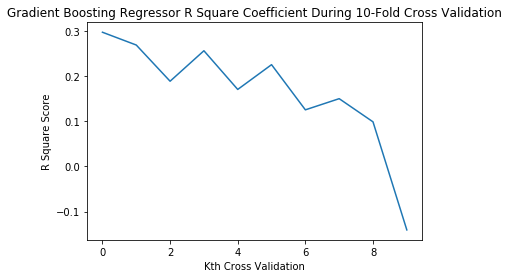 Gradient Boosting Regressor R Square Coefficient During 10-Fold Cross Validation
0.3
0.2
0.1
0.0
−0.1
R Square Score
0 2 4 6 8
Kth Cross Validation